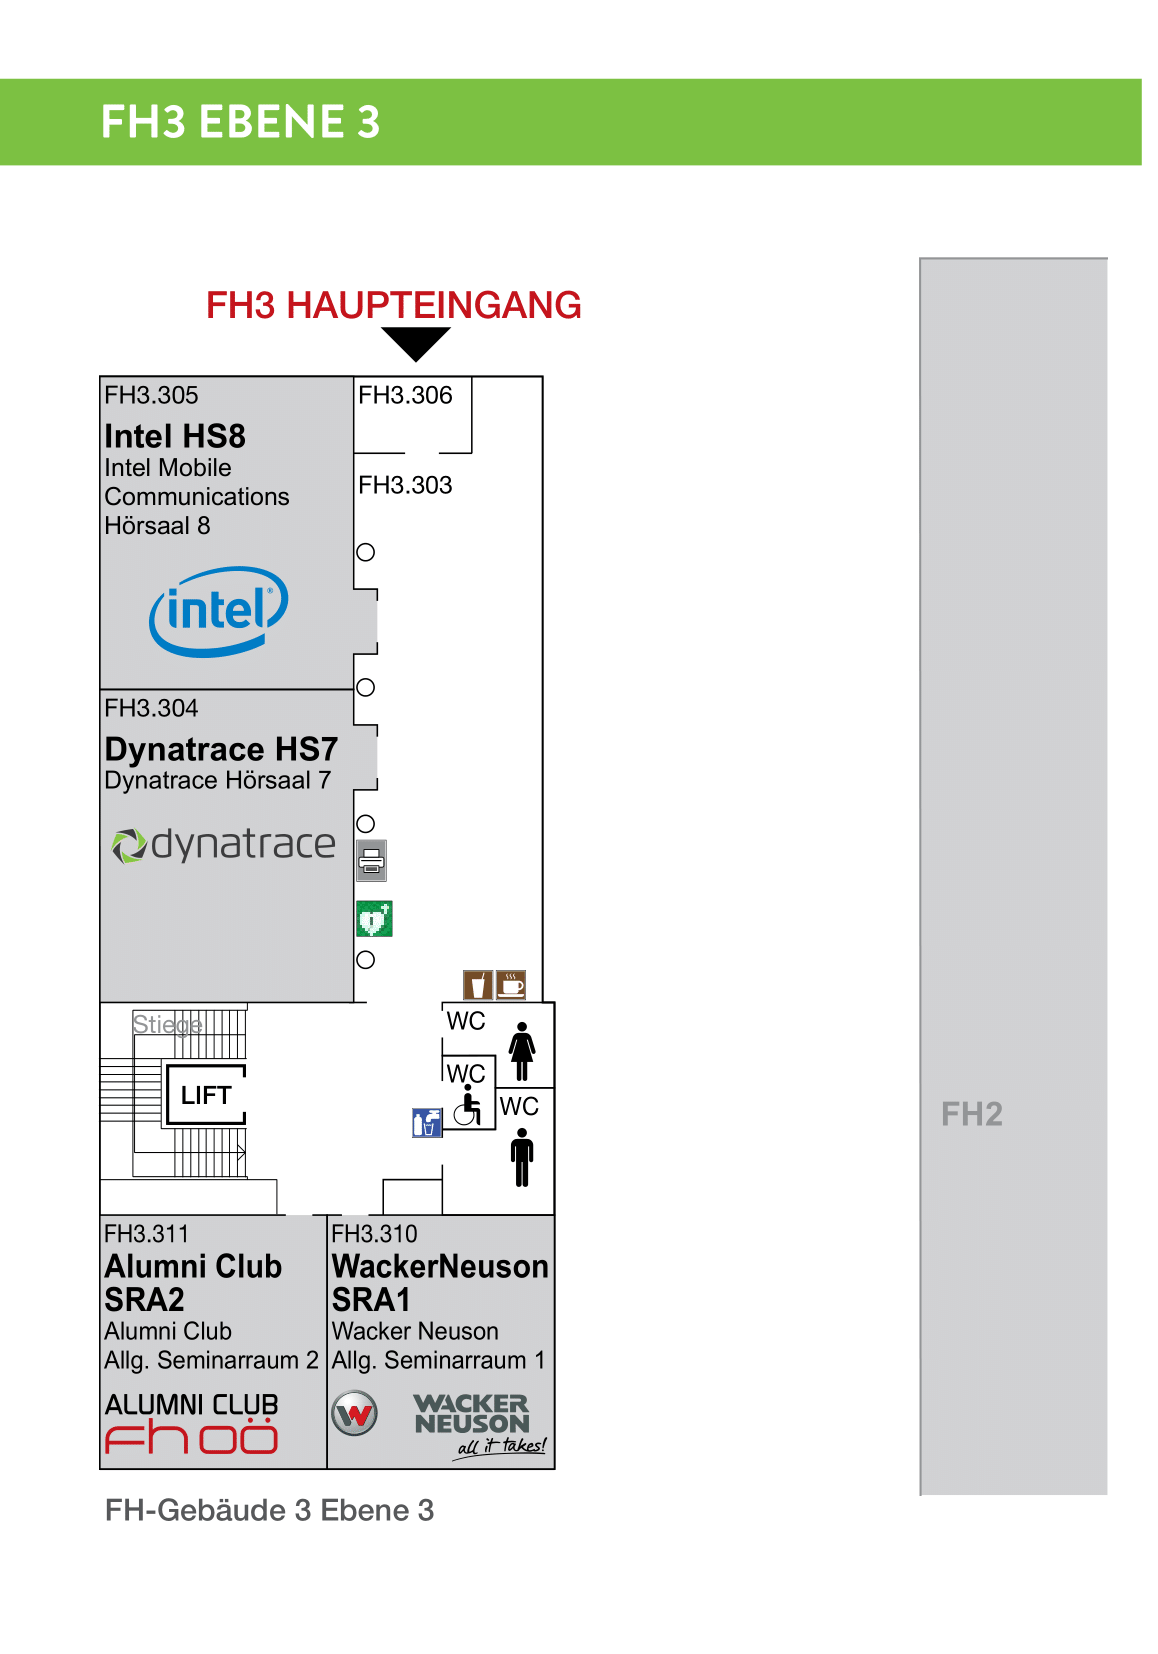 FH3 EBENE 3
FH3 HAUPTEINGANG
FH3.305
Intel HS8
Intel Mobile
Communications
Hörsaal 8
intel®
FH3.306
FH3.303
FH3.304
Dynatrace HS7
Dynatrace Hörsaal 7
dynatrace
Stiege
LIFT
WC
WC
WC
FH2
FH3.311
Alumni Club
SRA2
Alumni Club
Allg. Seminarraum 2
ALUMNI CLUB
fh oö
FH3.310
WackerNeuson
SRA1
Wacker Neuson
Allg. Seminarraum 1
WACKER
NEUSON
all it takes!
FH-Gebäude 3 Ebene 3